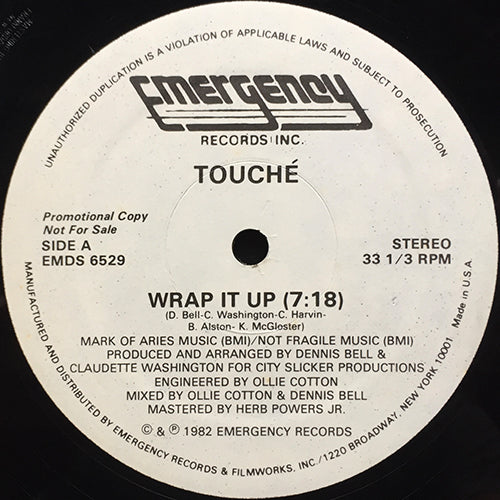 UNAUTHORIZED DUPLICATION IS A VIOLATION OF APPLICABLE LAWS AND SUBJECT TO PROSECUTION
Emergency
RECORDS INC.
TOUCHÉ
Promotional Copy
Not For Sale
SIDE A
EMDS 6529
STEREO
33 1/3 RPM
WRAP IT UP (7:18)
(D. Bell-C. Washington-C. Harvin-
B. Alston- K. McGloster)
MARK OF ARIES MUSIC (BMI)/NOT FRAGILE MUSIC (BMI)
PRODUCED AND ARRANGED BY DENNIS BELL &
CLAUDETTE WASHINGTON FOR CITY SLICKER PRODUCTIONS
ENGINEERED BY OLLIE COTTON
MIXED BY OLLIE COTTON & DENNIS BELL
MASTERED BY HERB POWERS JR.
© & ℗ 1982 EMERGENCY RECORDS
MANUFACTURED AND DISTRIBUTED BY EMERGENCY RECORDS & FILMWORKS, INC./1220 BROADWAY, NEW YORK 10001 Made in U.S.A.